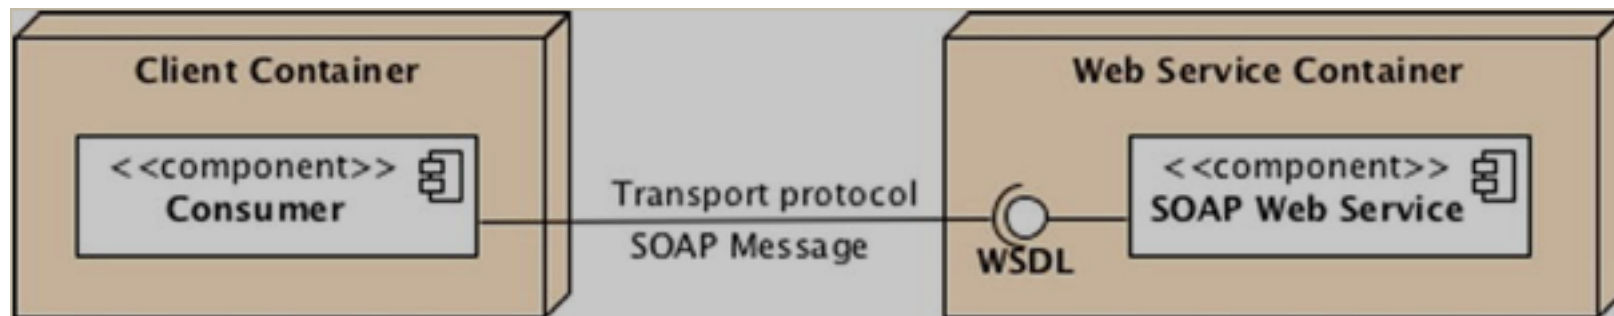 Client Container
<<component>>
Consumer
Transport protocol
SOAP Message
Web Service Container
WSDL
<<component>>
SOAP Web Service